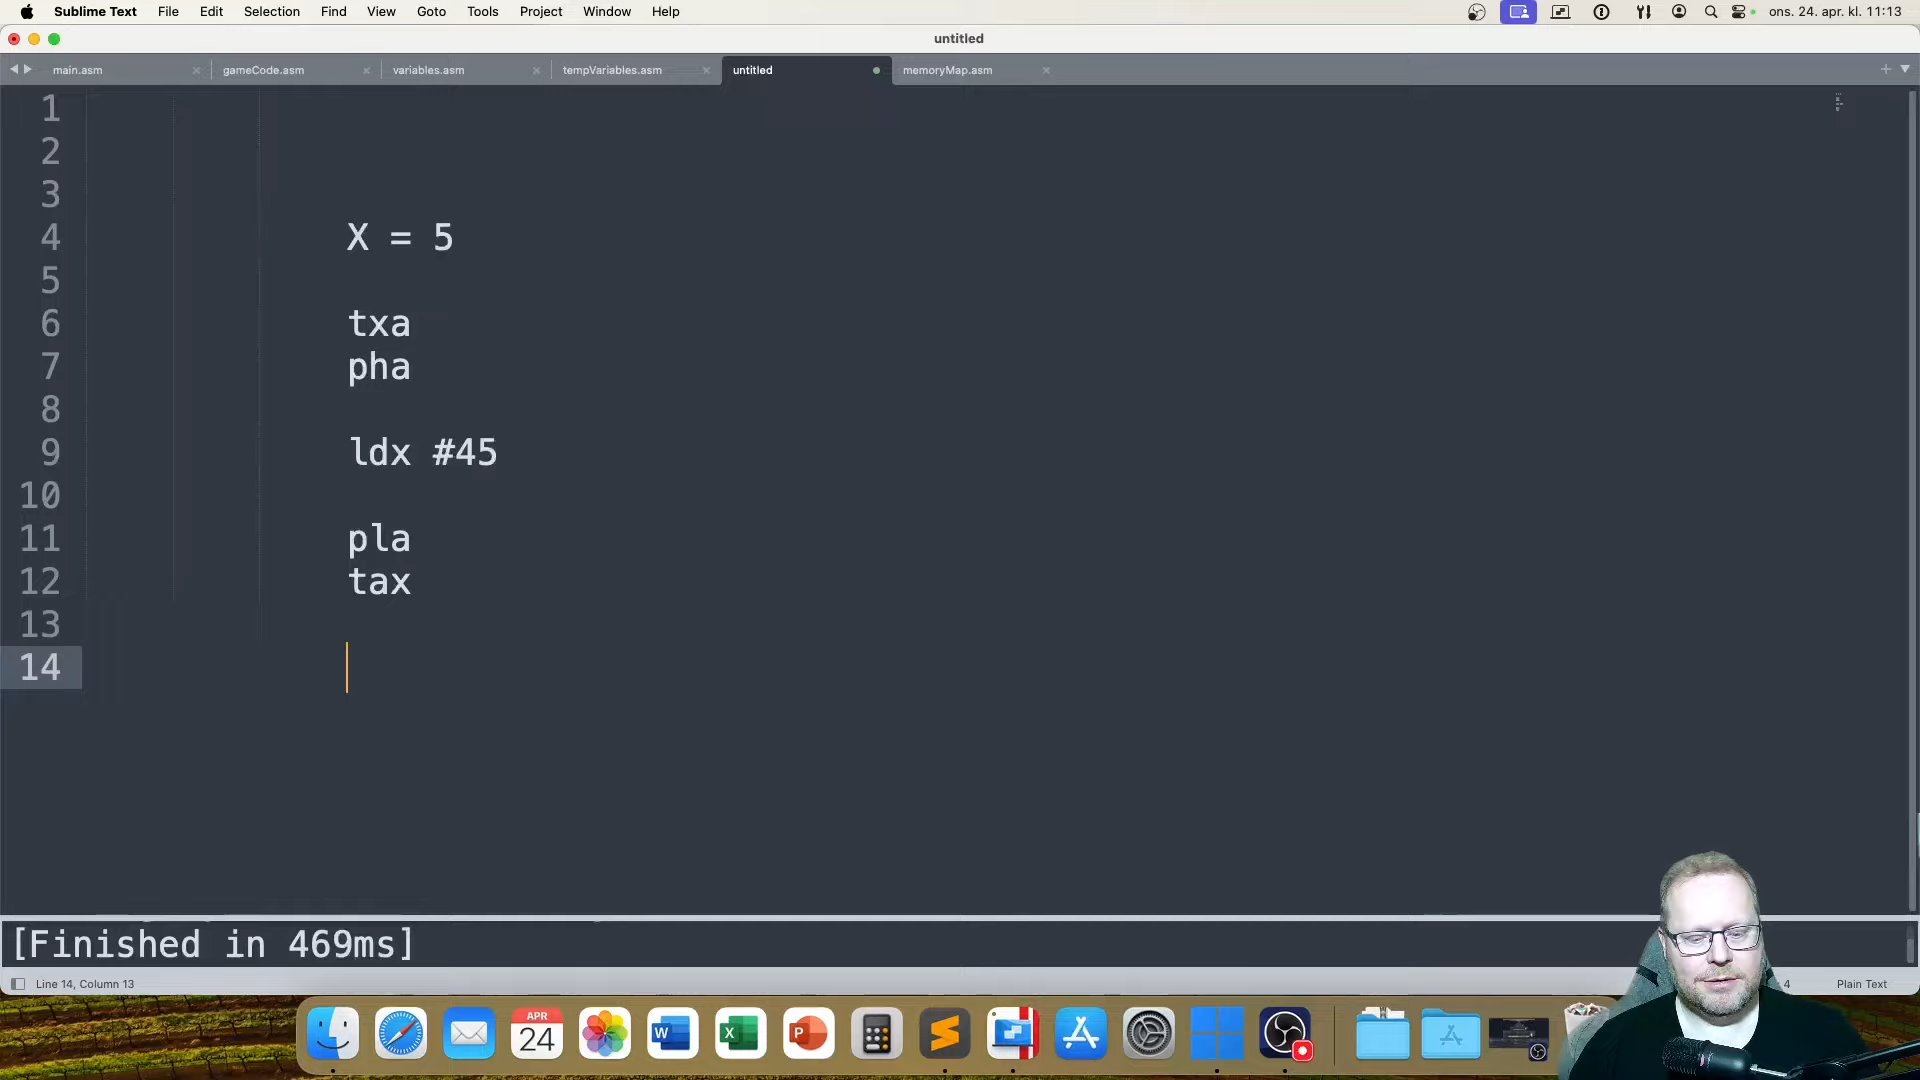 Sublime Text File Edit Selection Find View Goto Tools Project Window Help ons. 24. apr. kl. 11:13
untitled
main.asm gameCode.asm variables.asm tempVariables.asm untitled memoryMap.asm
1
2
3
4 X = 5
5
6 txa
7 pha
8
9 ldx #45
10
11 pla
12 tax
13
14
[Finished in 469ms]
Line 14, Column 13 4 Plain Text
APR
24
W X P